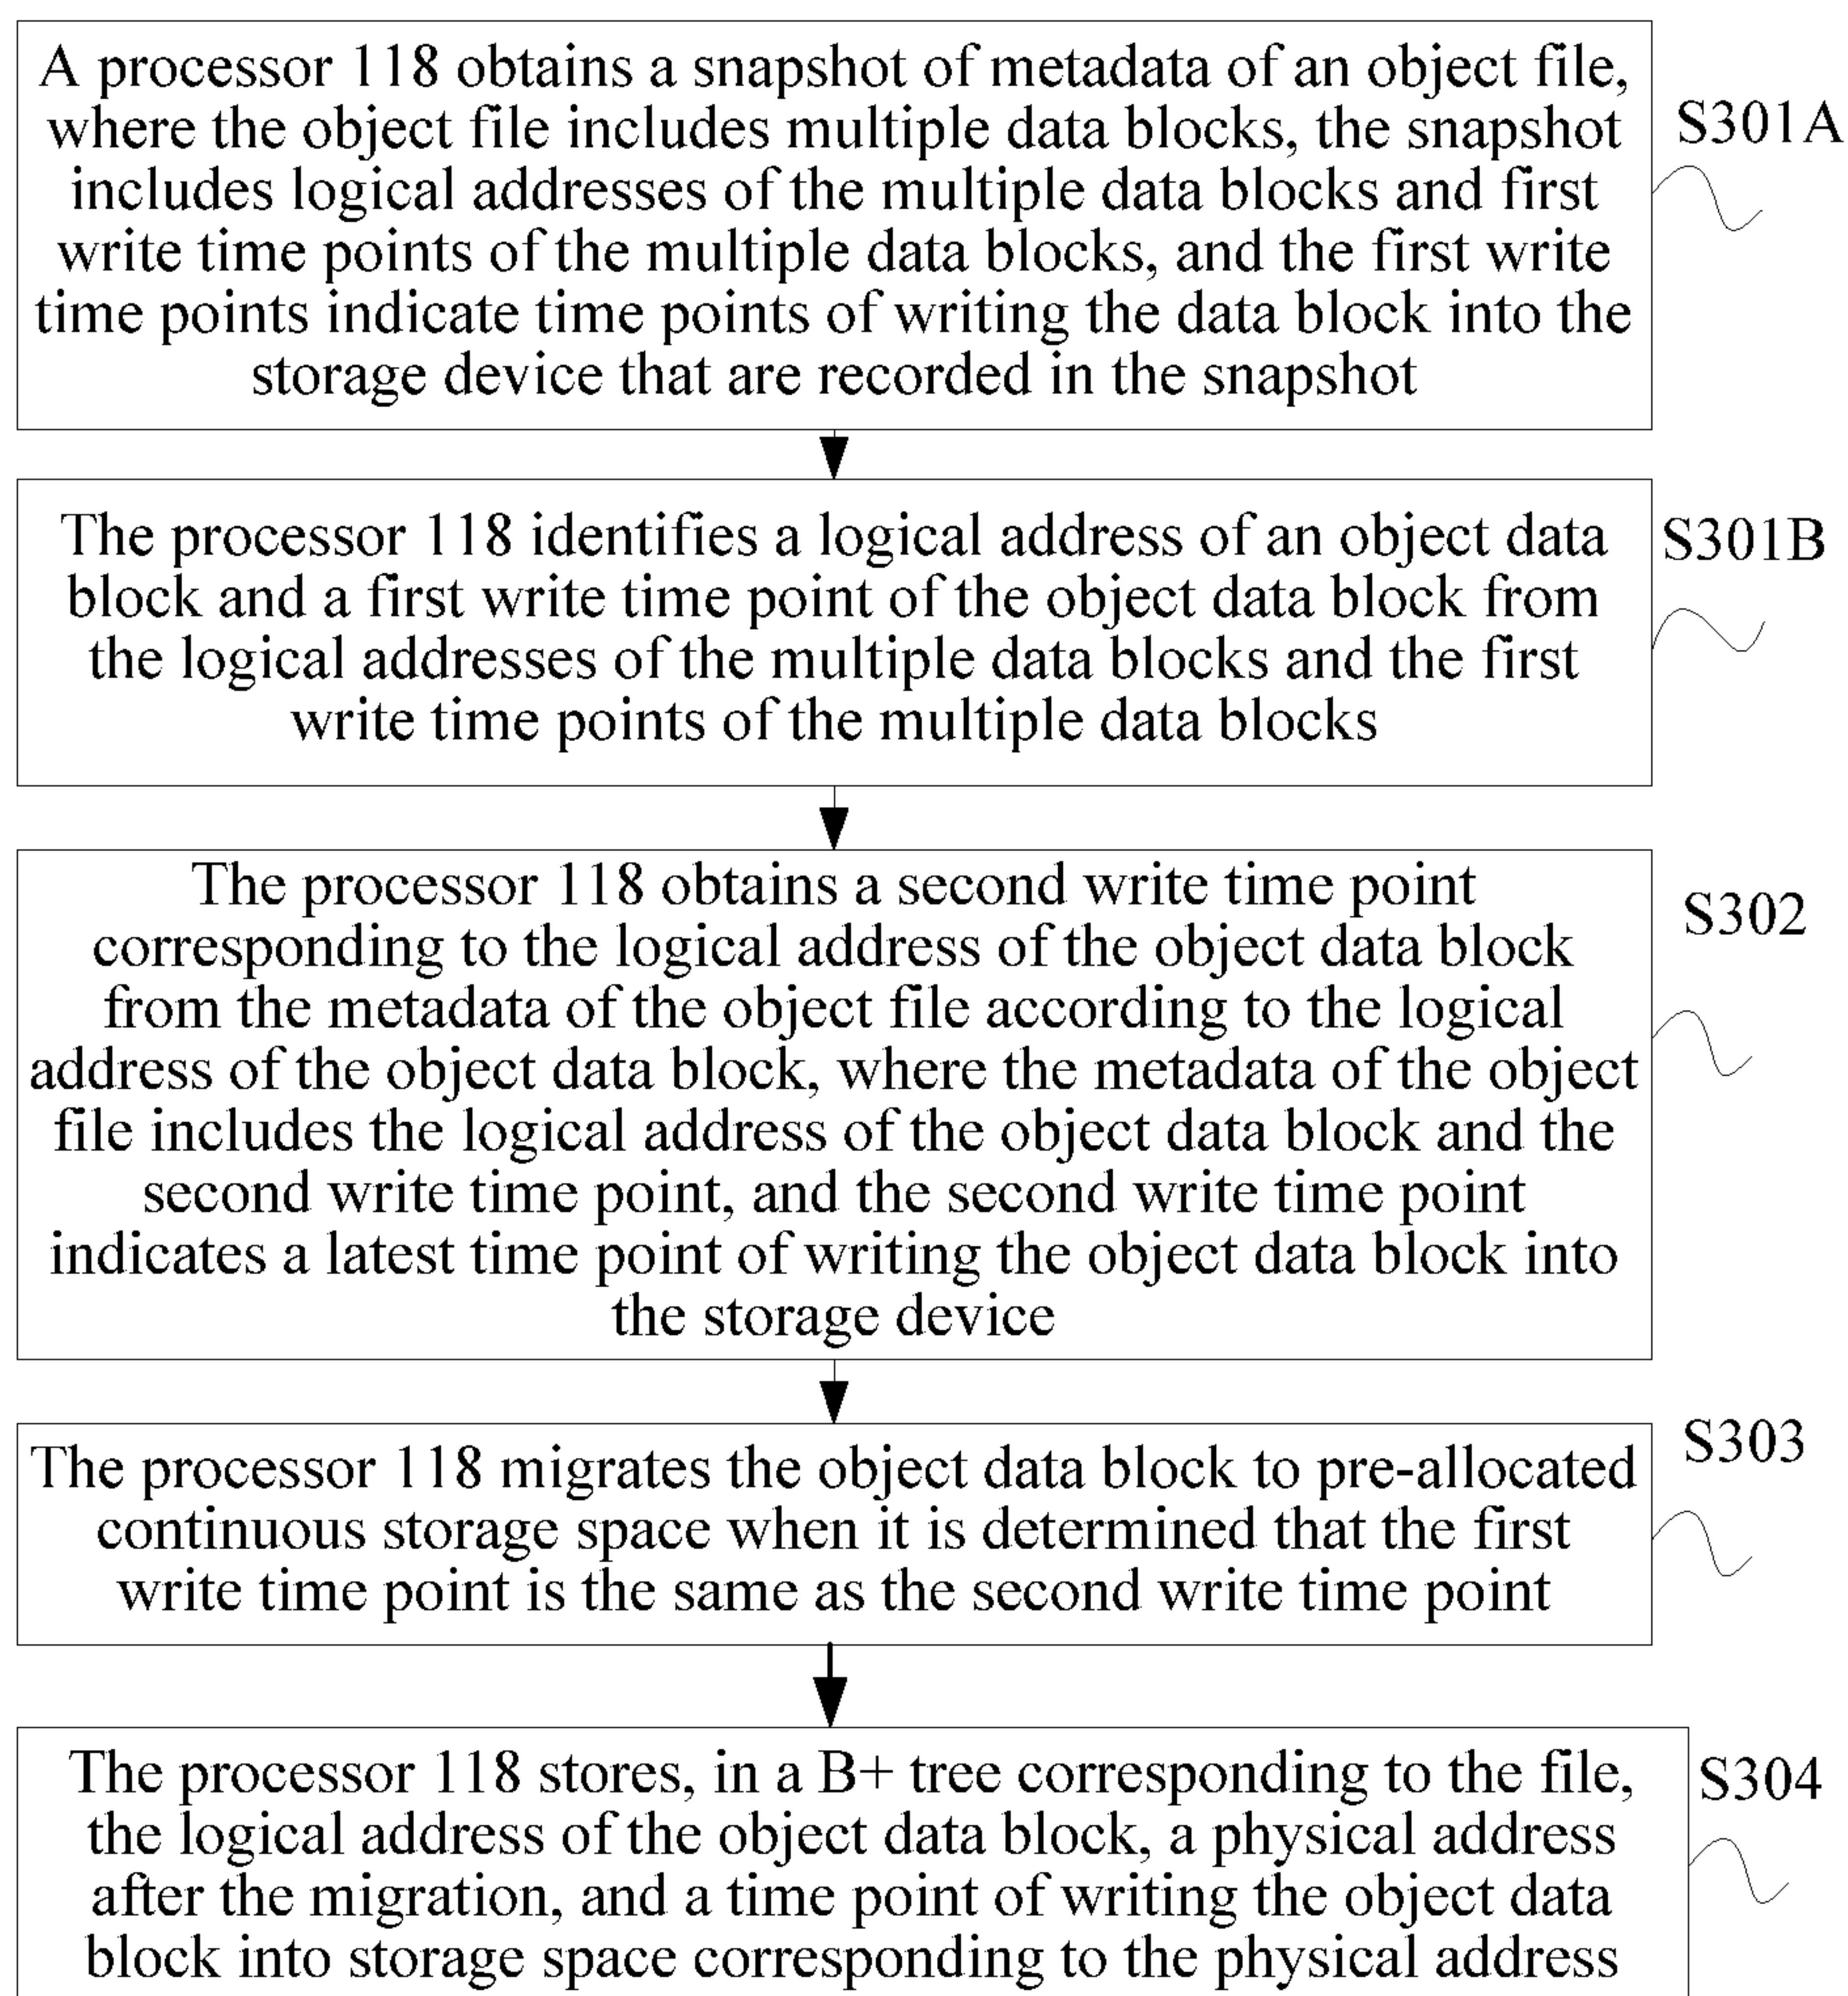 A processor 118 obtains a snapshot of metadata of an object file,
where the object file includes multiple data blocks, the snapshot
includes logical addresses of the multiple data blocks and first
write time points of the multiple data blocks, and the first write
time points indicate time points of writing the data block into the
storage device that are recorded in the snapshot
S301A
The processor 118 identifies a logical address of an object data
block and a first write time point of the object data block from
the logical addresses of the multiple data blocks and the first
write time points of the multiple data blocks
S301B
The processor 118 obtains a second write time point
corresponding to the logical address of the object data block
from the metadata of the object file according to the logical
address of the object data block, where the metadata of the object
file includes the logical address of the object data block and the
second write time point, and the second write time point
indicates a latest time point of writing the object data block into
the storage device
S302
The processor 118 migrates the object data block to pre-allocated
continuous storage space when it is determined that the first
write time point is the same as the second write time point
S303
The processor 118 stores, in a B+ tree corresponding to the file,
the logical address of the object data block, a physical address
after the migration, and a time point of writing the object data
block into storage space corresponding to the physical address
S304